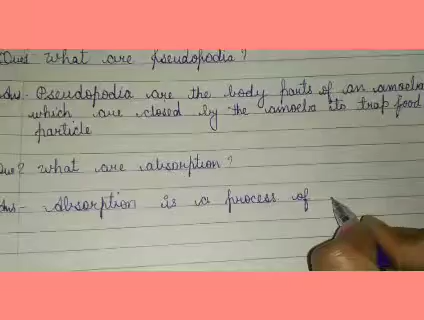 Ques What are pseudopodia?
Ans- Pseudopodia are the body parts of an amoeba
which are closed by the amoeba to trap food
particle
Que? What are absorption?
Ans- Absorption is a process of